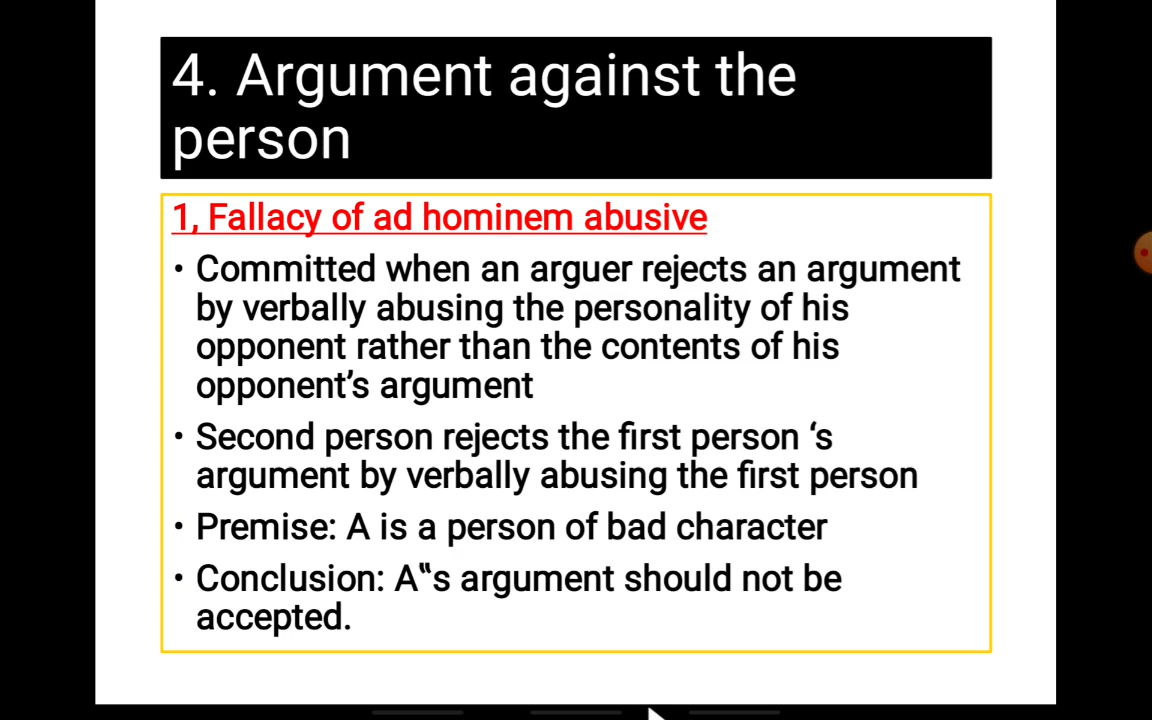 4. Argument against the
person
1, Fallacy of ad hominem abusive
• Committed when an arguer rejects an argument
by verbally abusing the personality of his
opponent rather than the contents of his
opponent’s argument
• Second person rejects the first person ‘s
argument by verbally abusing the first person
• Premise: A is a person of bad character
• Conclusion: A‟s argument should not be
accepted.